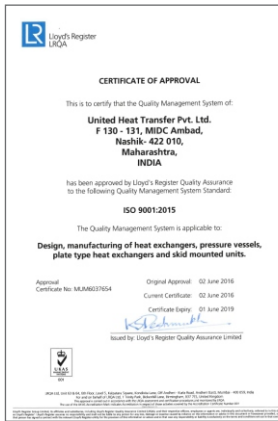 LR
Lloyd's Register
LRQA
CERTIFICATE OF APPROVAL
This is to certify that the Quality Management System of:
United Heat Transfer Pvt. Ltd.
F 130 - 131, MIDC Ambad,
Nashik- 422 010,
Maharashtra,
INDIA
has been approved by Lloyd's Register Quality Assurance
to the following Quality Management System Standard:
ISO 9001:2015
The Quality Management System is applicable to:
Design, manufacturing of heat exchangers, pressure vessels,
plate type heat exchangers and skid mounted units.
Approval
Certificate No: MUM6037654
Original Approval: 02 June 2016
Current Certificate: 02 June 2016
Certificate Expiry: 01 June 2019
Issued by: Lloyd's Register Quality Assurance Limited
UKAS
001